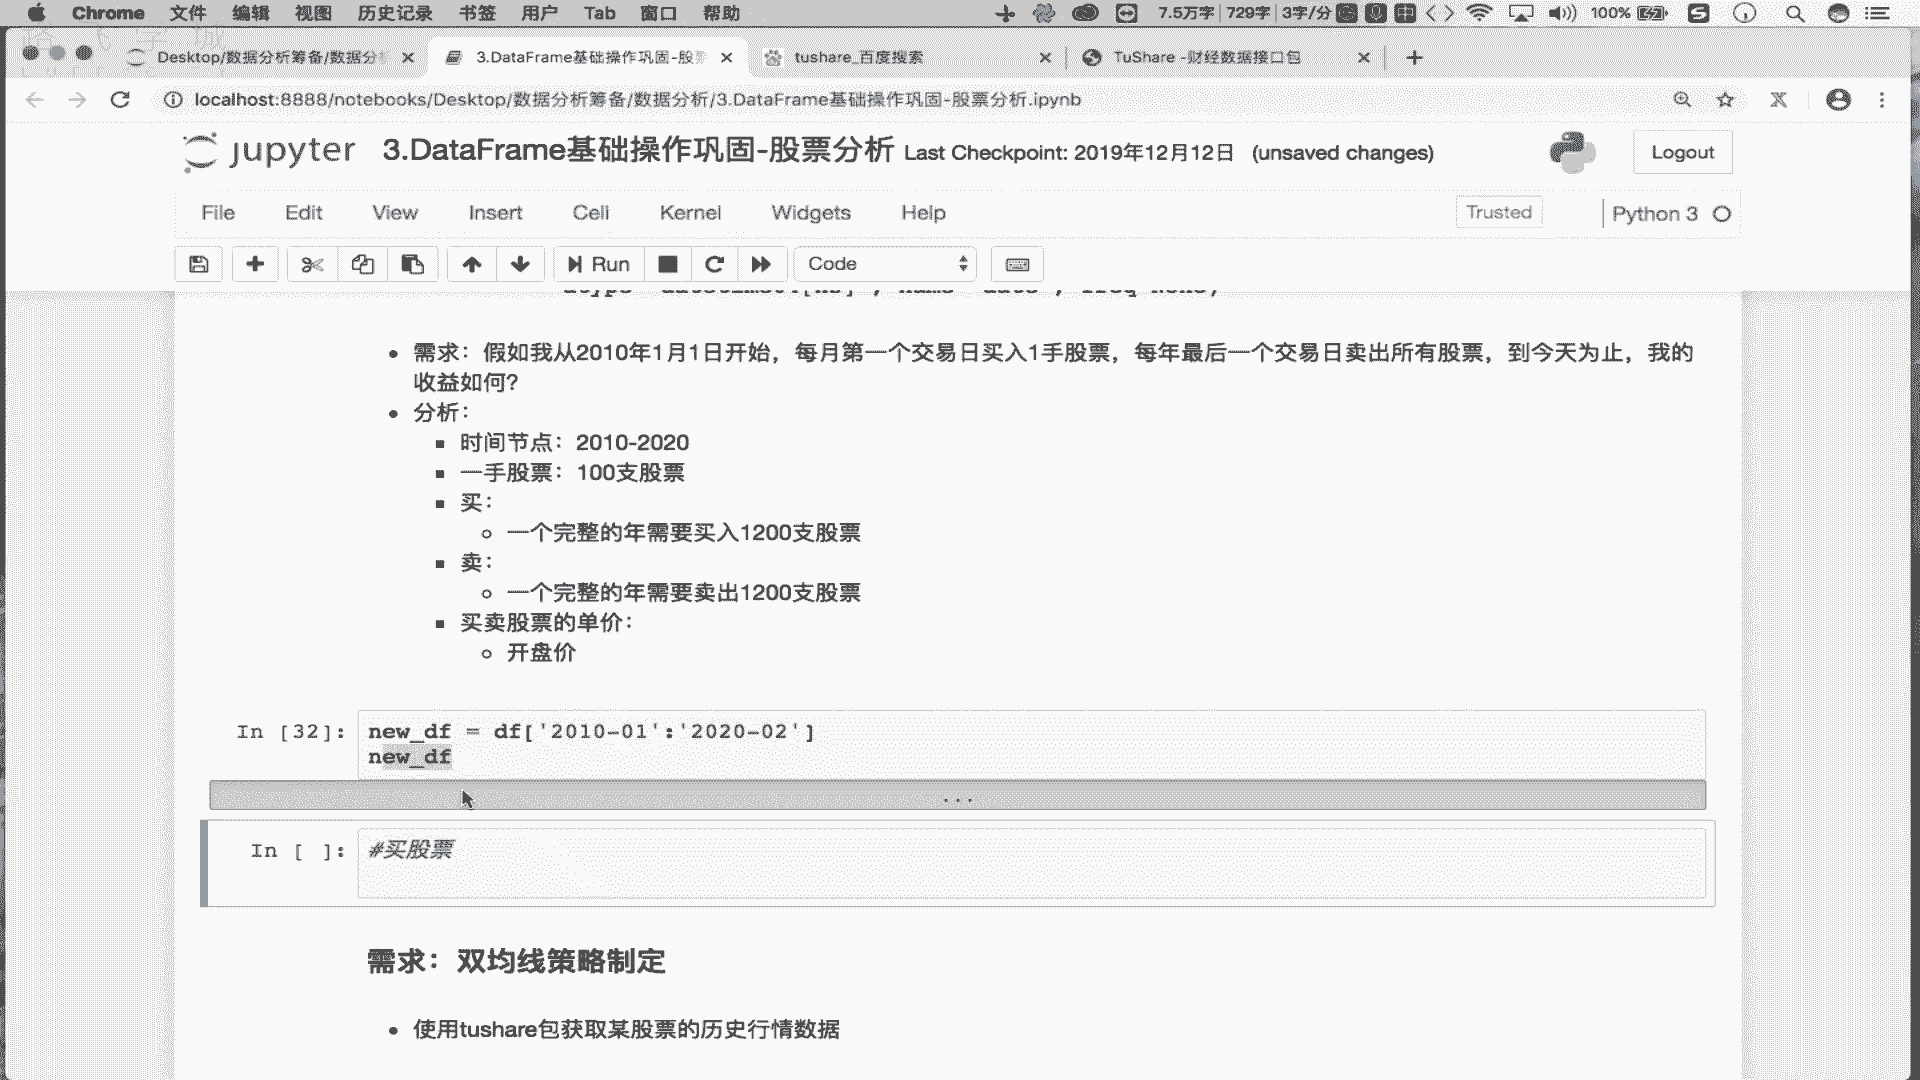 Chrome 文件 编辑 视图 历史记录 书签 用户 Tab 窗口 帮助 7.5万字 729字 3字/分 100%
Desktop/数据分析筹备/数据分析 3.DataFrame基础操作巩固-股票 tushare_百度搜索 TuShare -财经数据接口包
localhost:8888/notebooks/Desktop/数据分析筹备/数据分析/3.DataFrame基础操作巩固-股票分析.ipynb
jupyter 3.DataFrame基础操作巩固-股票分析 Last Checkpoint: 2019年12月12日 (unsaved changes) Logout
File Edit View Insert Cell Kernel Widgets Help Trusted Python 3
Run Code
需求：假如我从2010年1月1日开始，每月第一个交易日买入1手股票，每年最后一个交易日卖出所有股票，到今天为止，我的
收益如何？
分析：
时间节点：2010-2020
一手股票：100支股票
买：
一个完整的年需要买入1200支股票
卖：
一个完整的年需要卖出1200支股票
买卖股票的单价：
开盘价
In [32]: new_df = df['2010-01':'2020-02']
new_df
...
In [ ]: #买股票
需求：双均线策略制定
使用tushare包获取某股票的历史行情数据